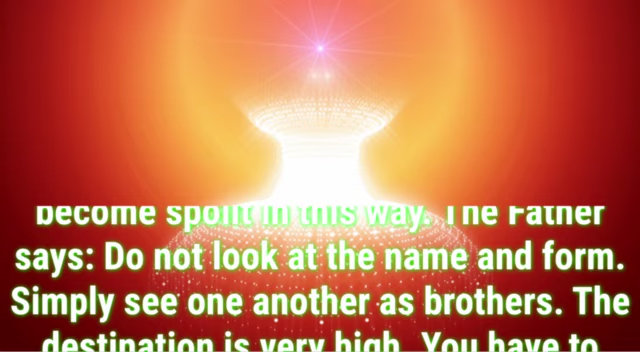 become spoilt in this way. The Father
says: Do not look at the name and form.
Simply see one another as brothers. The
destination is very high. You have to